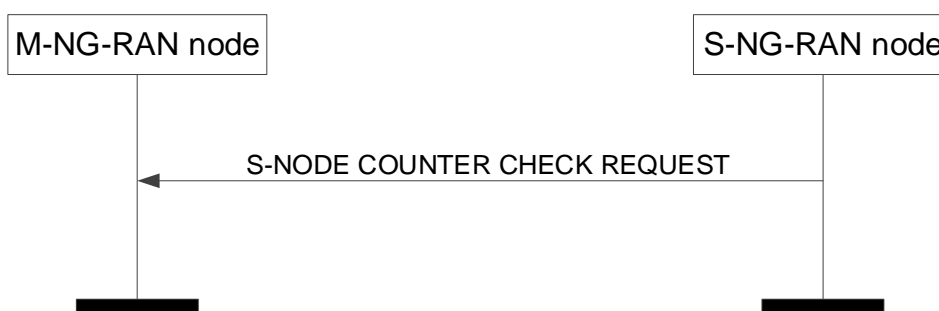 M-NG-RAN node
S-NG-RAN node
S-NODE COUNTER CHECK REQUEST